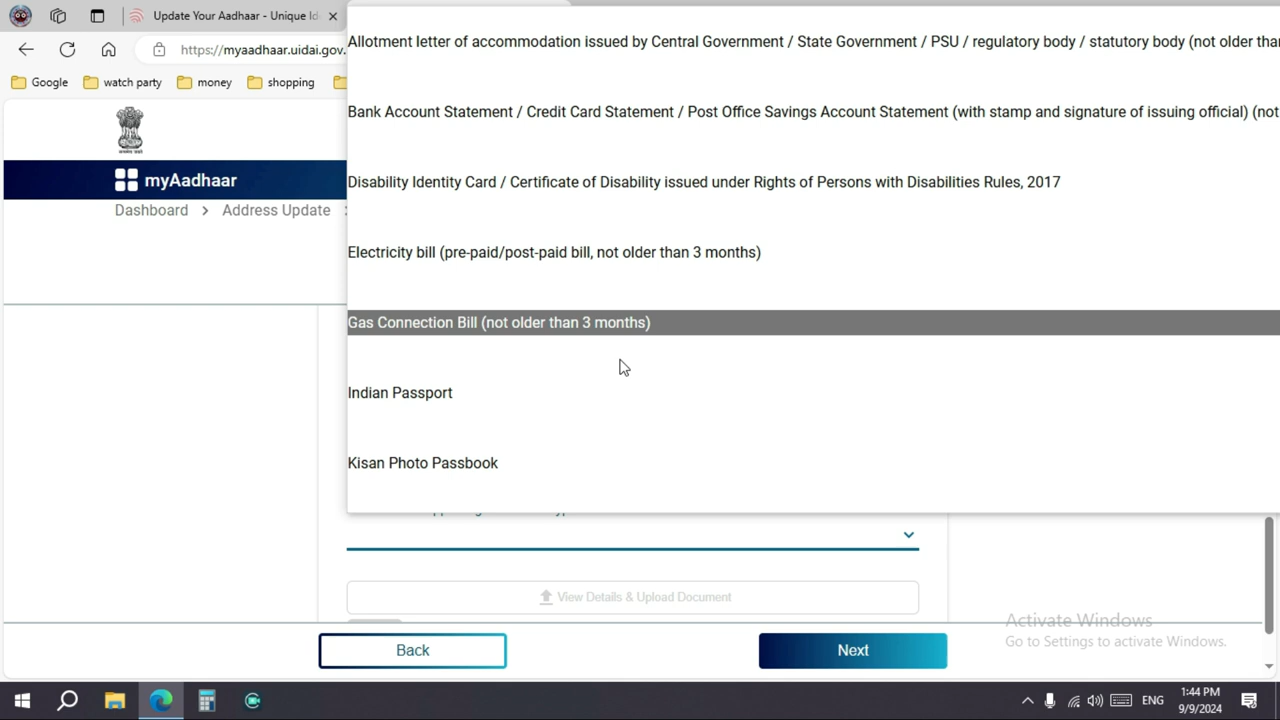 Update Your Aadhaar - Unique Id
https://myaadhaar.uidai.gov.
Google
watch party
money
shopping
सत्यमेव जयते
myAadhaar
Dashboard > Address Update >
Allotment letter of accommodation issued by Central Government / State Government / PSU / regulatory body / statutory body (not older than
Bank Account Statement / Credit Card Statement / Post Office Savings Account Statement (with stamp and signature of issuing official) (not
Disability Identity Card / Certificate of Disability issued under Rights of Persons with Disabilities Rules, 2017
Electricity bill (pre-paid/post-paid bill, not older than 3 months)
Gas Connection Bill (not older than 3 months)
Indian Passport
Kisan Photo Passbook
View Details & Upload Document
Back
Next
Activate Windows
Go to Settings to activate Windows.
ENG
1:44 PM
9/9/2024